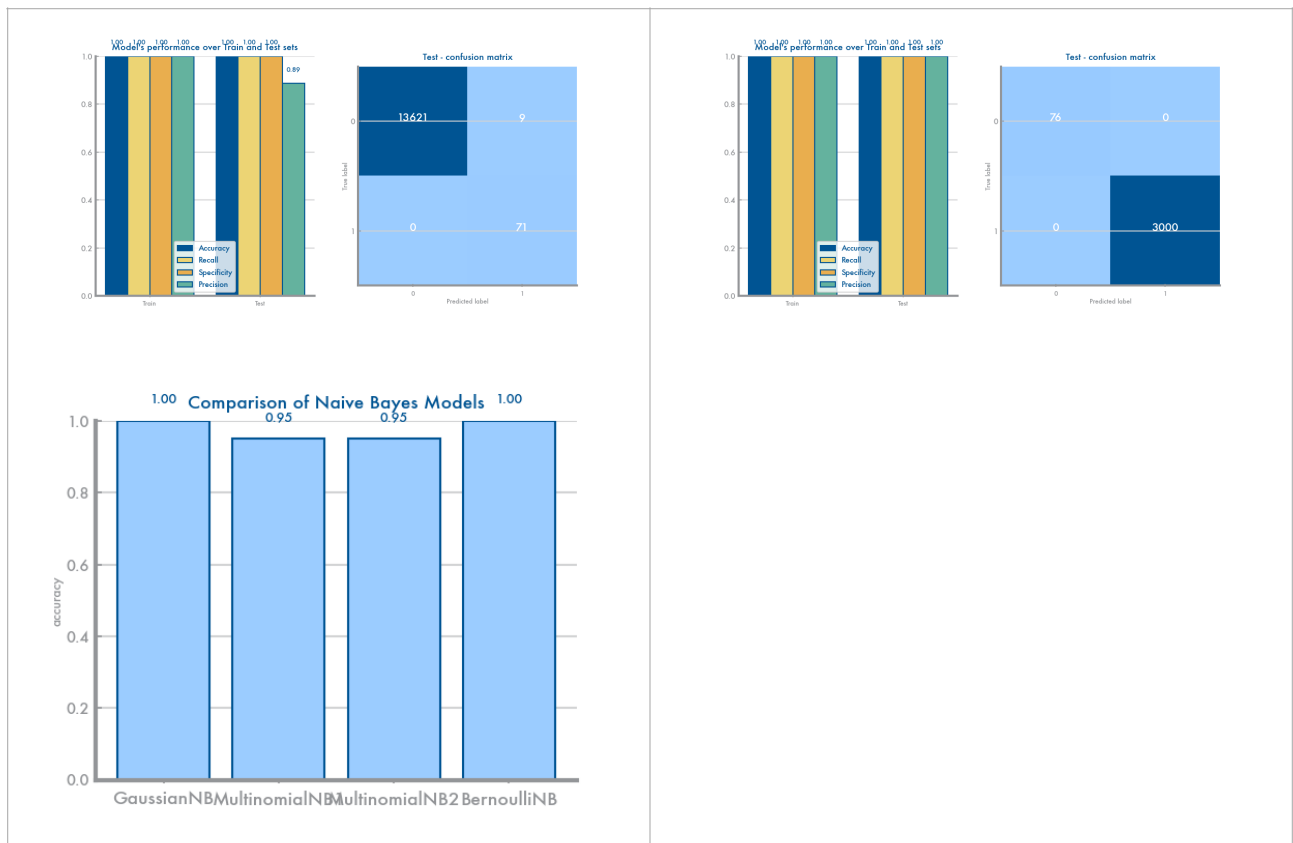 1.00 1.00 1.00 1.00 1.00 1.00 1.00
Model's performance over Train and Test sets
0.89
1.0
0.8
0.6
0.4
0.2
0.0
Accuracy
Recall
Specificity
Precision
Train Test
Test - confusion matrix
True label
0
1
13621 9
0 71
0 1
Predicted label
1.00 1.00 1.00 1.00 1.00 1.00 1.00 1.00
Model's performance over Train and Test sets
1.0
0.8
0.6
0.4
0.2
0.0
Accuracy
Recall
Specificity
Precision
Train Test
Test - confusion matrix
True label
0
1
76 0
0 3000
0 1
Predicted label
Comparison of Naive Bayes Models
1.00 0.95 0.95 1.00
accuracy
1.0
0.8
0.6
0.4
0.2
0.0
GaussianNB MultinomialNB1 MultinomialNB2 BernoulliNB